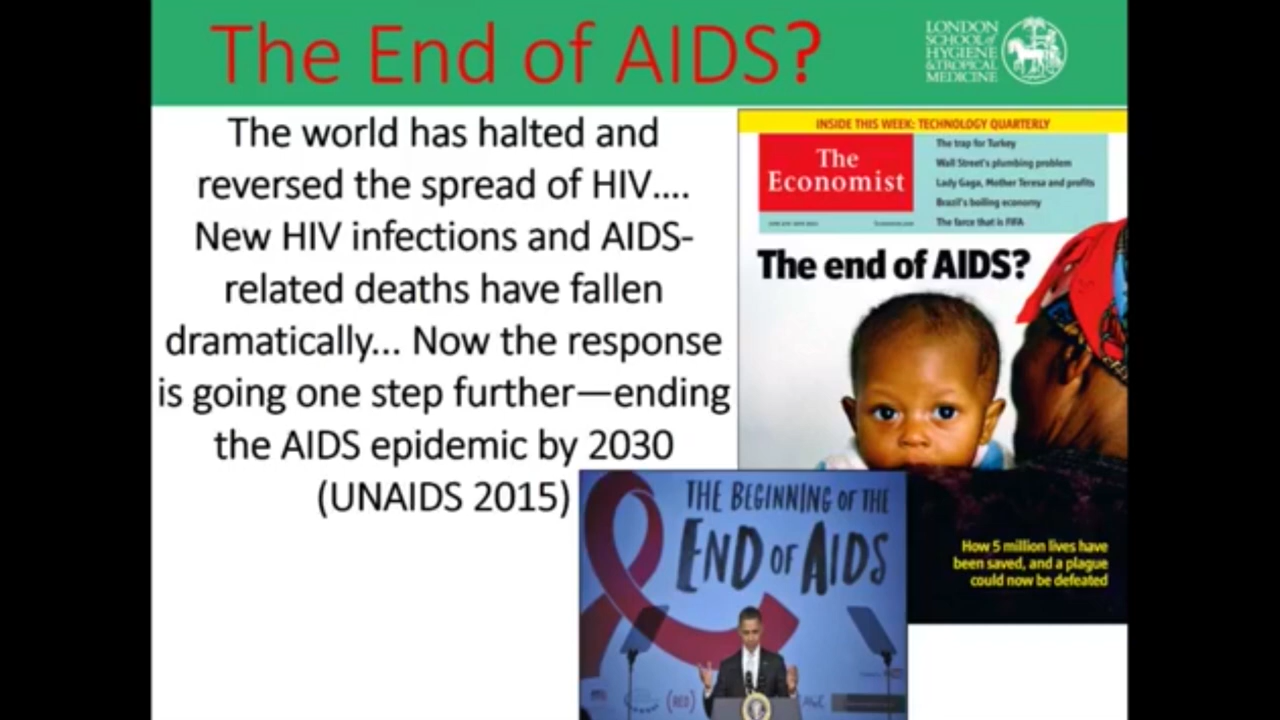 The End of AIDS?
LONDON
SCHOOL of
HYGIENE
& TROPICAL
MEDICINE
The world has halted and
reversed the spread of HIV....
New HIV infections and AIDS-
related deaths have fallen
dramatically... Now the response
is going one step further—ending
the AIDS epidemic by 2030
(UNAIDS 2015)
INSIDE THIS WEEK: TECHNOLOGY QUARTERLY
The
Economist
The trap for Turkey
Wall Street's plumbing problem
Lady Gaga, Mother Teresa and profits
Brazil's boiling economy
The farce that is FIFA
The end of AIDS?
How 5 million lives have
been saved, and a plague
could now be defeated
THE BEGINNING OF THE
END OF AIDS
(RED)